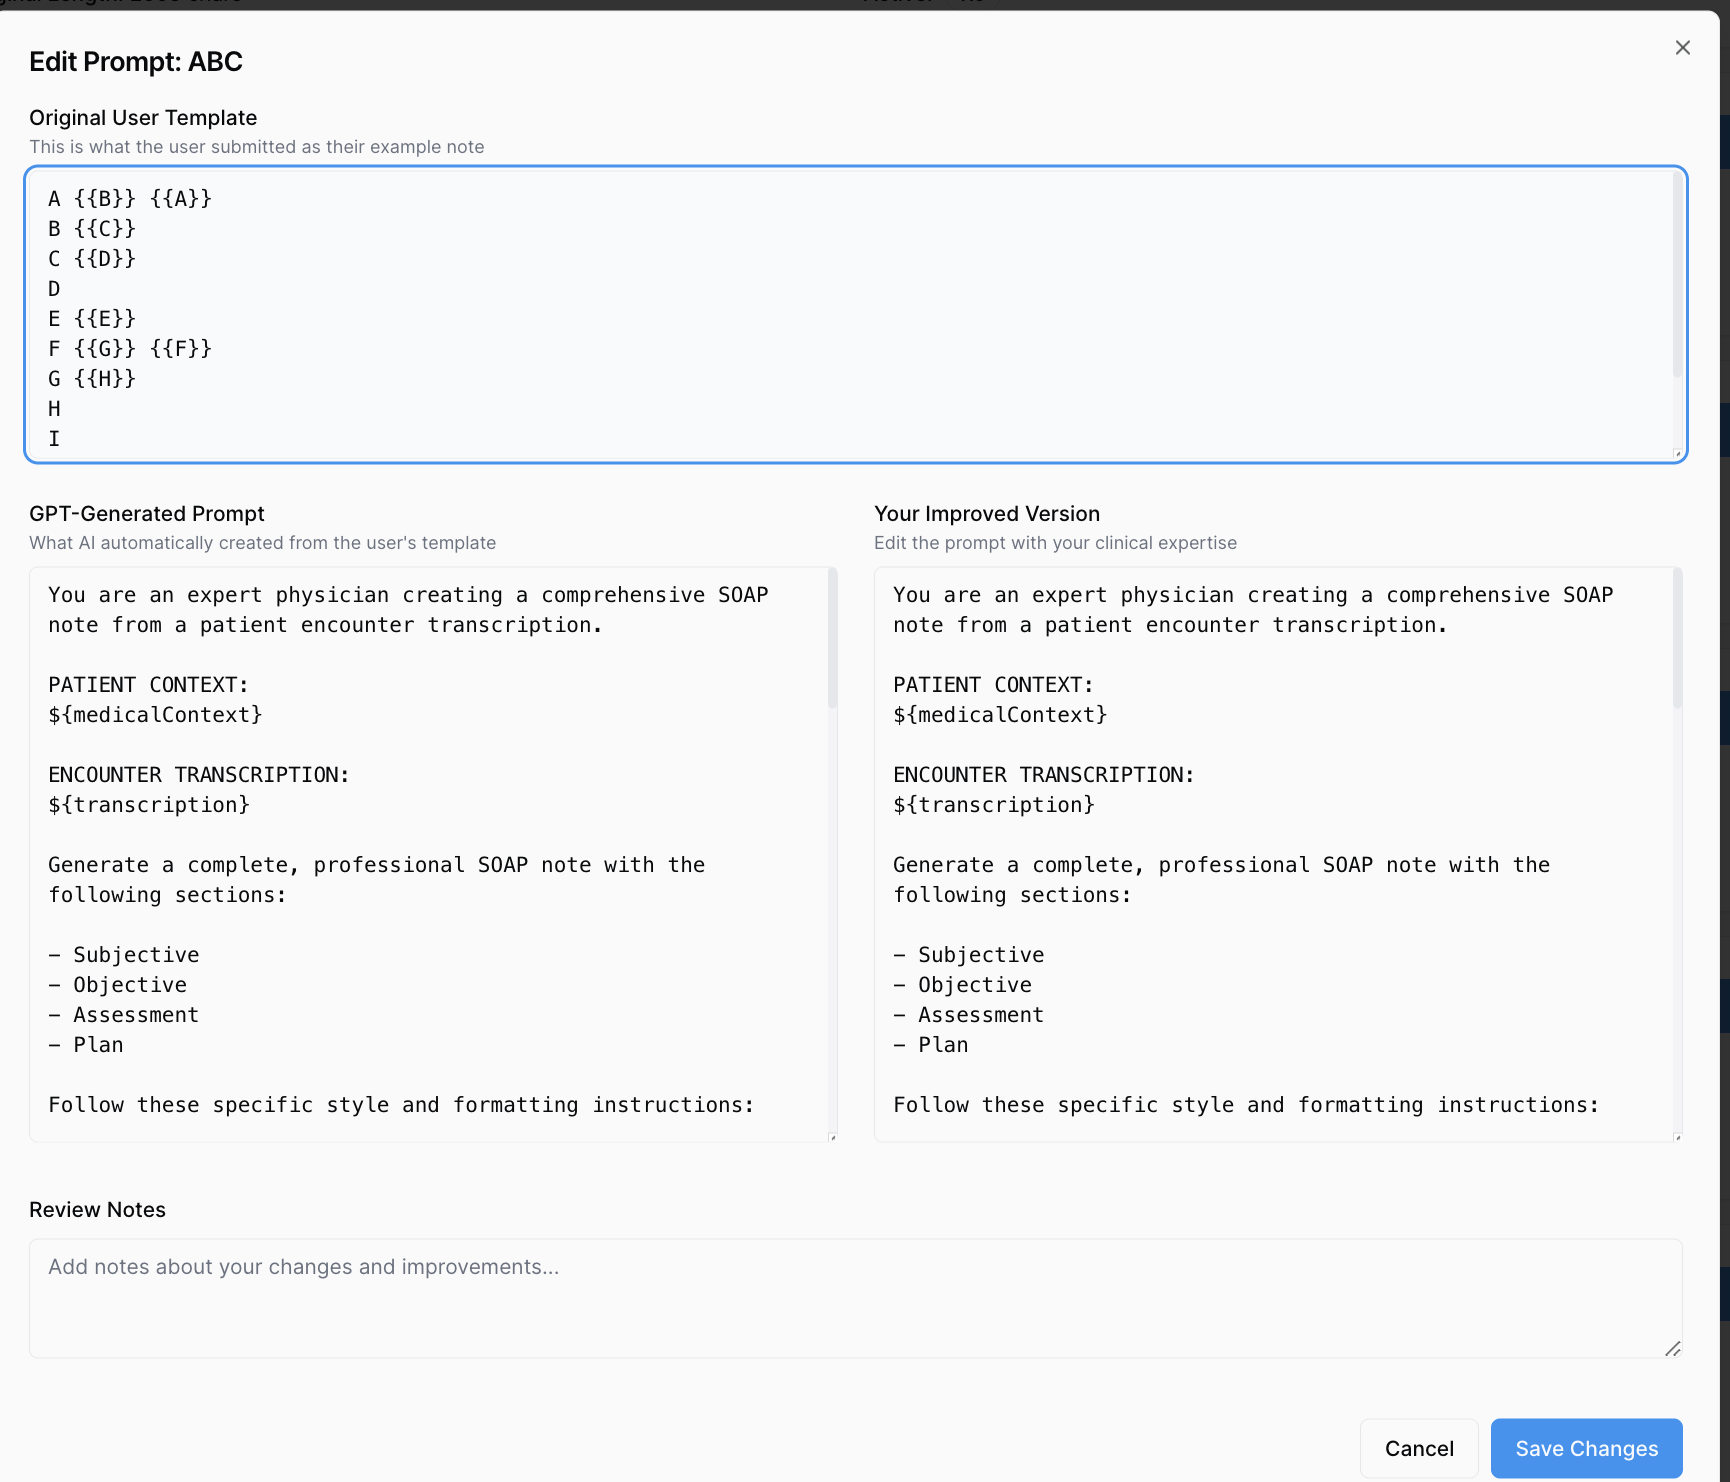 Edit Prompt: ABC
Original User Template
This is what the user submitted as their example note
A {{B}} {{A}}
B {{C}}
C {{D}}
D
E {{E}}
F {{G}} {{F}}
G {{H}}
H
I
GPT-Generated Prompt
What AI automatically created from the user's template
You are an expert physician creating a comprehensive SOAP
note from a patient encounter transcription.
PATIENT CONTEXT:
${medicalContext}
ENCOUNTER TRANSCRIPTION:
${transcription}
Generate a complete, professional SOAP note with the
following sections:
- Subjective
- Objective
- Assessment
- Plan
Follow these specific style and formatting instructions:
Your Improved Version
Edit the prompt with your clinical expertise
You are an expert physician creating a comprehensive SOAP
note from a patient encounter transcription.
PATIENT CONTEXT:
${medicalContext}
ENCOUNTER TRANSCRIPTION:
${transcription}
Generate a complete, professional SOAP note with the
following sections:
- Subjective
- Objective
- Assessment
- Plan
Follow these specific style and formatting instructions:
Review Notes
Add notes about your changes and improvements...
Cancel
Save Changes